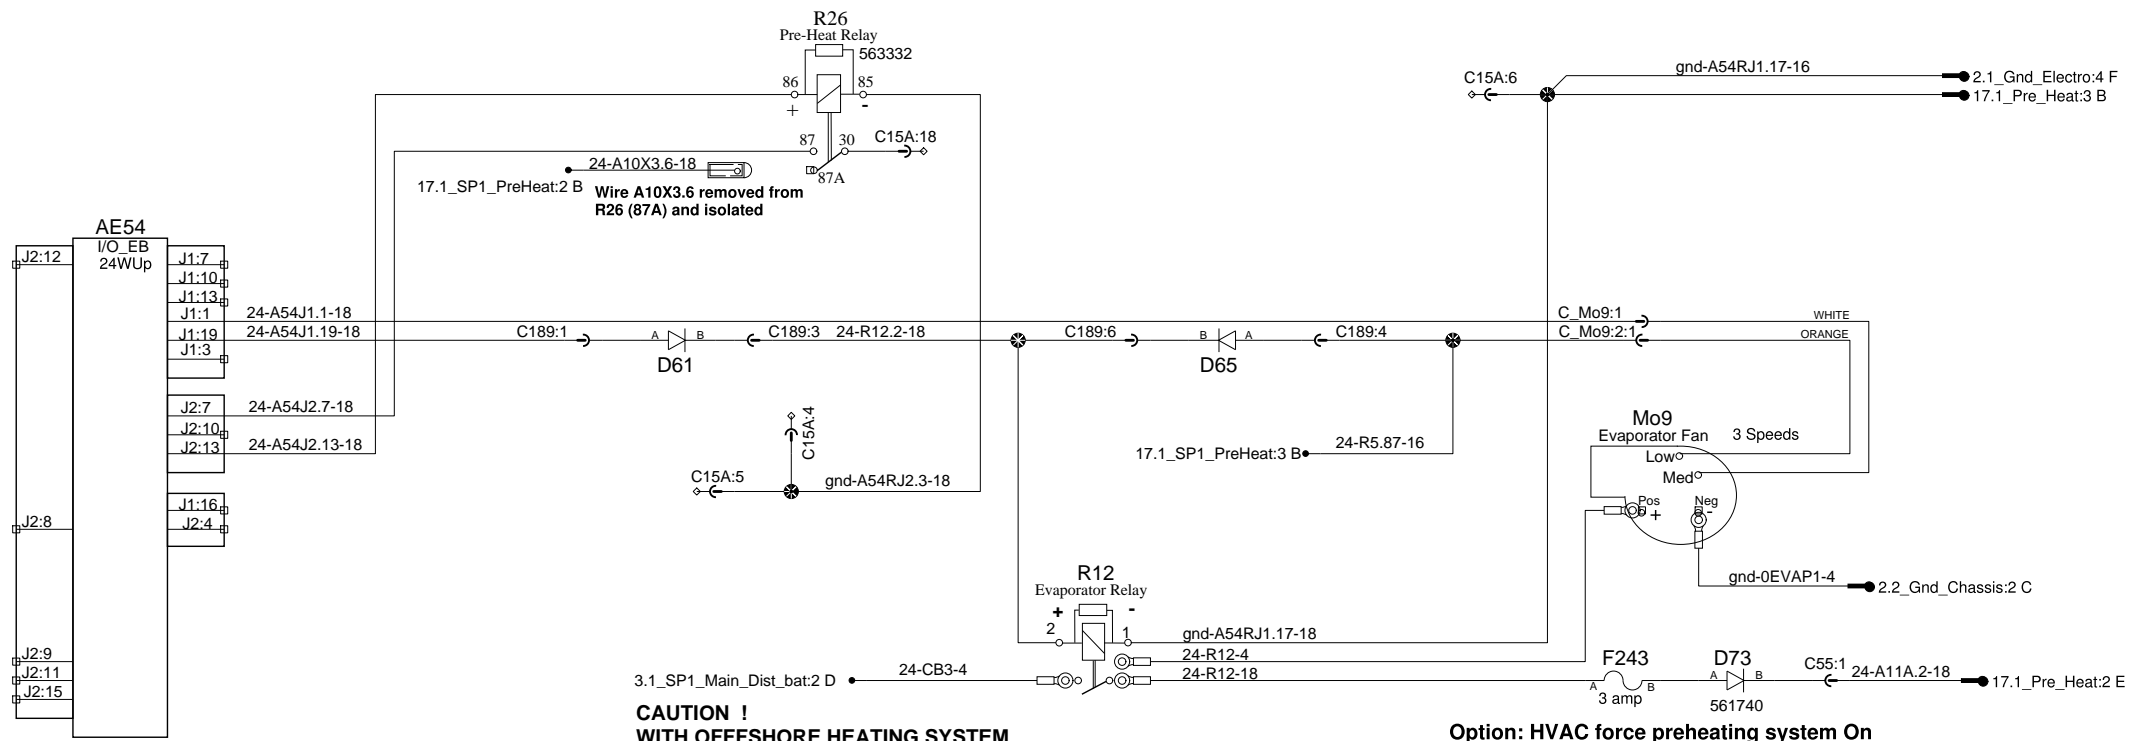 R26
Pre-Heat Relay
563332
86
85
+
-
87
30
C15A:18
87A
24-A10X3.6-18
17.1_SP1_PreHeat:2 B
Wire A10X3.6 removed from
R26 (87A) and isolated
C15A:6
gnd-A54RJ1.17-16
2.1_Gnd_Electro:4 F
17.1_Pre_Heat:3 B
AE54
I/O_EB
24WUp
J2:12
J1:7
J1:10
J1:13
J1:1
J1:19
J1:3
J2:7
J2:10
J2:13
J1:16
J2:4
J2:8
J2:9
J2:11
J2:15
24-A54J1.1-18
24-A54J1.19-18
24-A54J2.7-18
24-A54J2.13-18
C189:1
A
B
D61
C189:3
24-R12.2-18
C189:6
B
A
D65
C189:4
C_Mo9:1
C_Mo9:2:1
WHITE
ORANGE
C15A:4
C15A:5
gnd-A54RJ2.3-18
17.1_SP1_PreHeat:3 B
24-R5.87-16
Mo9
Evaporator Fan
3 Speeds
Low
Med
Pos
+
Neg
-
gnd-0EVAP1-4
2.2_Gnd_Chassis:2 C
R12
Evaporator Relay
+
-
2
1
gnd-A54RJ1.17-18
24-R12-4
24-R12-18
3.1_SP1_Main_Dist_bat:2 D
24-CB3-4
F243
A
B
3 amp
D73
A
B
561740
C55:1
24-A11A.2-18
17.1_Pre_Heat:2 E
CAUTION !
WITH OFFFSHORE HEATING SYSTEM
Option: HVAC force preheating system On